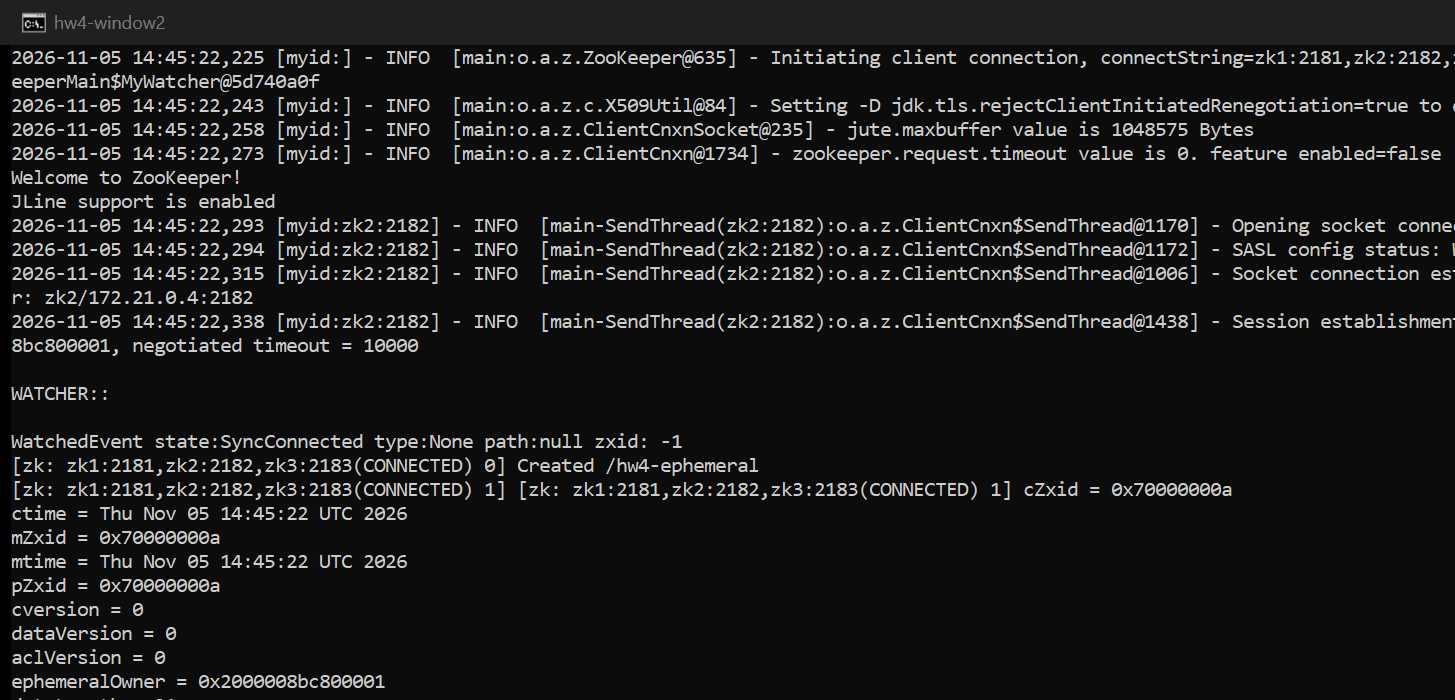 hw4-window2
2026-11-05 14:45:22,225 [myid:] - INFO  [main:o.a.z.ZooKeeper@635] - Initiating client connection, connectString=zk1:2181,zk2:2182,
eeperMain$MyWatcher@5d740a0f
2026-11-05 14:45:22,243 [myid:] - INFO  [main:o.a.z.c.X509Util@84] - Setting -D jdk.tls.rejectClientInitiatedRenegotiation=true to
2026-11-05 14:45:22,258 [myid:] - INFO  [main:o.a.z.ClientCnxnSocket@235] - jute.maxbuffer value is 1048575 Bytes
2026-11-05 14:45:22,273 [myid:] - INFO  [main:o.a.z.ClientCnxn@1734] - zookeeper.request.timeout value is 0. feature enabled=false
Welcome to ZooKeeper!
JLine support is enabled
2026-11-05 14:45:22,293 [myid:zk2:2182] - INFO  [main-SendThread(zk2:2182):o.a.z.ClientCnxn$SendThread@1170] - Opening socket conne
2026-11-05 14:45:22,294 [myid:zk2:2182] - INFO  [main-SendThread(zk2:2182):o.a.z.ClientCnxn$SendThread@1172] - SASL config status:
2026-11-05 14:45:22,315 [myid:zk2:2182] - INFO  [main-SendThread(zk2:2182):o.a.z.ClientCnxn$SendThread@1006] - Socket connection est
r: zk2/172.21.0.4:2182
2026-11-05 14:45:22,338 [myid:zk2:2182] - INFO  [main-SendThread(zk2:2182):o.a.z.ClientCnxn$SendThread@1438] - Session establishment
8bc800001, negotiated timeout = 10000
WATCHER::
WatchedEvent state:SyncConnected type:None path:null zxid: -1
[zk: zk1:2181,zk2:2182,zk3:2183(CONNECTED) 0] Created /hw4-ephemeral
[zk: zk1:2181,zk2:2182,zk3:2183(CONNECTED) 1] [zk: zk1:2181,zk2:2182,zk3:2183(CONNECTED) 1] cZxid = 0x70000000a
ctime = Thu Nov 05 14:45:22 UTC 2026
mZxid = 0x70000000a
mtime = Thu Nov 05 14:45:22 UTC 2026
pZxid = 0x70000000a
cversion = 0
dataVersion = 0
aclVersion = 0
ephemeralOwner = 0x2000008bc800001